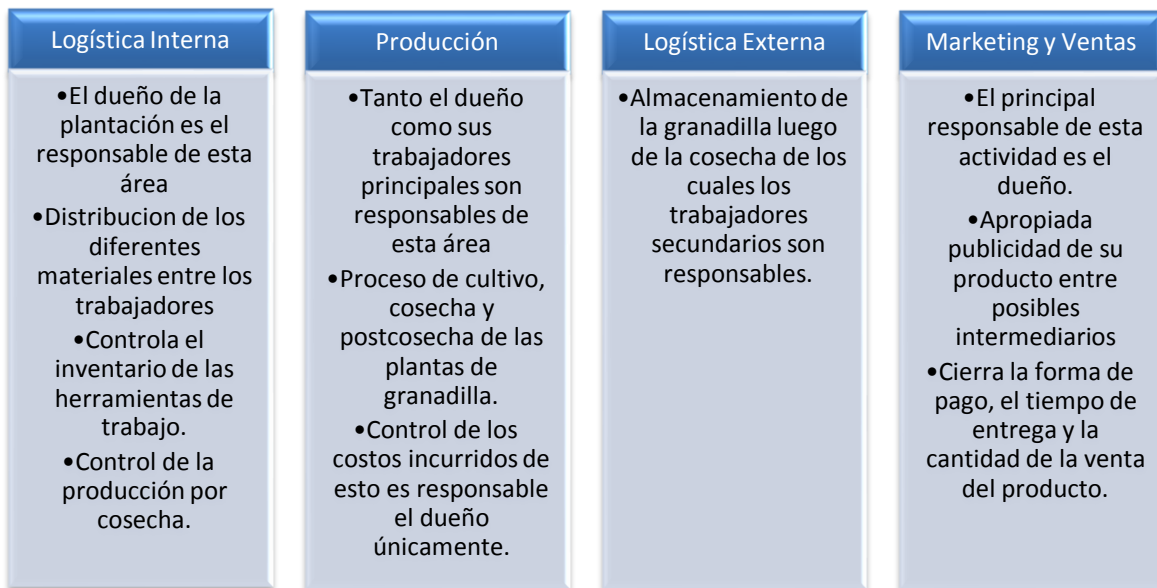 Logística Interna
•El dueño de la
plantación es el
responsable de esta
área
•Distribucion de los
diferentes
materiales entre los
trabajadores
•Controla el
inventario de las
herramientas de
trabajo.
•Control de la
producción por
cosecha.
Producción
•Tanto el dueño
como sus
trabajadores
principales son
responsables de
esta área
•Proceso de cultivo,
cosecha y
postcosecha de las
plantas de
granadilla.
•Control de los
costos incurridos de
esto es responsable
el dueño
únicamente.
Logística Externa
•Almacenamiento de
la granadilla luego
de la cosecha de los
cuales los
trabajadores
secundarios son
responsables.
Marketing y Ventas
•El principal
responsable de esta
actividad es el
dueño.
•Apropiada
publicidad de su
producto entre
posibles
intermediarios
•Cierra la forma de
pago, el tiempo de
entrega y la
cantidad de la venta
del producto.